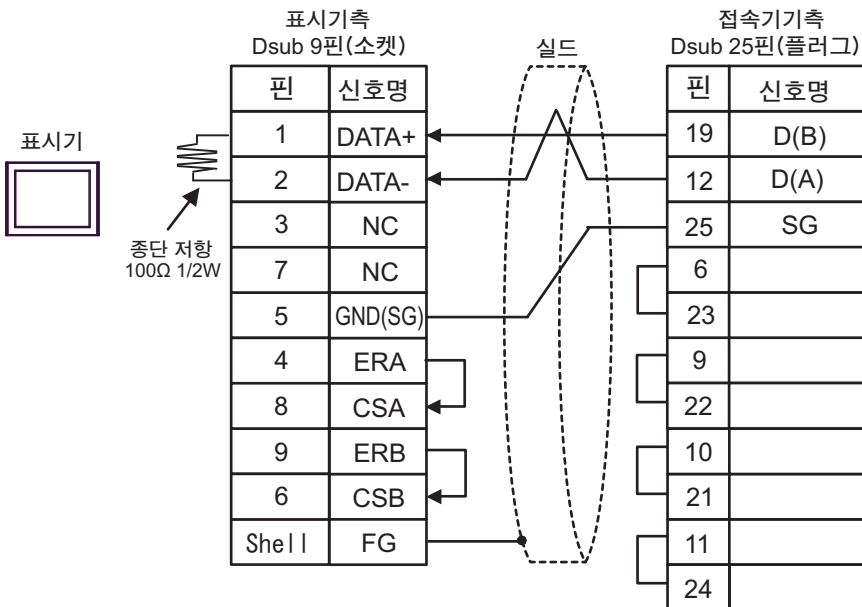 표시기측
Dsub 9핀(소켓)
실드
접속기기측
Dsub 25핀(플러그)
표시기
종단 저항
100Ω 1/2W
핀 신호명
1 DATA+
2 DATA-
3 NC
7 NC
5 GND(SG)
4 ERA
8 CSA
9 ERB
6 CSB
Shell FG
핀 신호명
19 D(B)
12 D(A)
25 SG
6
23
9
22
10
21
11
24